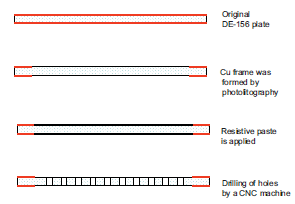 Original
DE-156 plate
Cu frame was
formed by
photolitography
Resistive paste
is applied
Drilling of holes
by a CNC machine